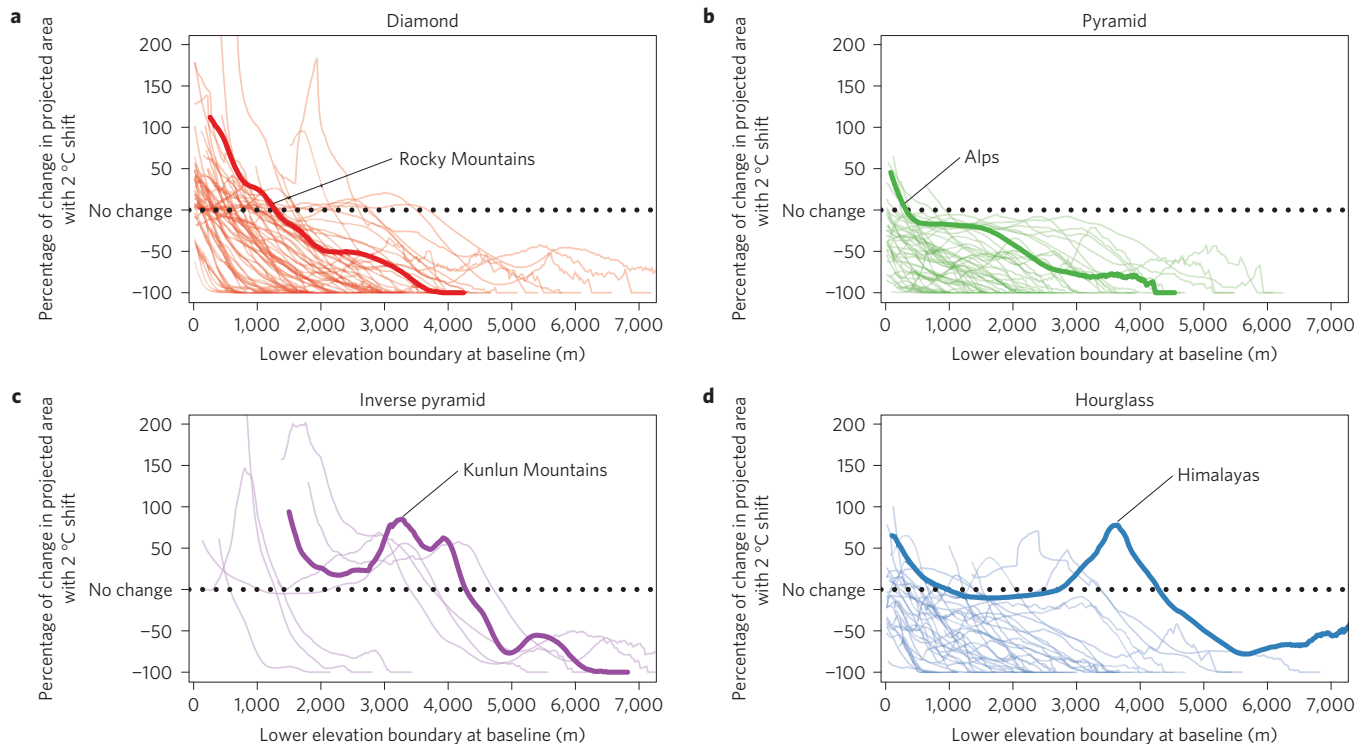 a
Diamond
Percentage of change in projected area
with 2 °C shift
200
150
100
50
No change
−50
−100
Rocky Mountains
0 1,000 2,000 3,000 4,000 5,000 6,000 7,000
Lower elevation boundary at baseline (m)
b
Pyramid
Percentage of change in projected area
with 2 °C shift
200
150
100
50
No change
−50
−100
Alps
0 1,000 2,000 3,000 4,000 5,000 6,000 7,000
Lower elevation boundary at baseline (m)
c
Inverse pyramid
Percentage of change in projected area
with 2 °C shift
200
150
100
50
No change
−50
−100
Kunlun Mountains
0 1,000 2,000 3,000 4,000 5,000 6,000 7,000
Lower elevation boundary at baseline (m)
d
Hourglass
Percentage of change in projected area
with 2 °C shift
200
150
100
50
No change
−50
−100
Himalayas
0 1,000 2,000 3,000 4,000 5,000 6,000 7,000
Lower elevation boundary at baseline (m)